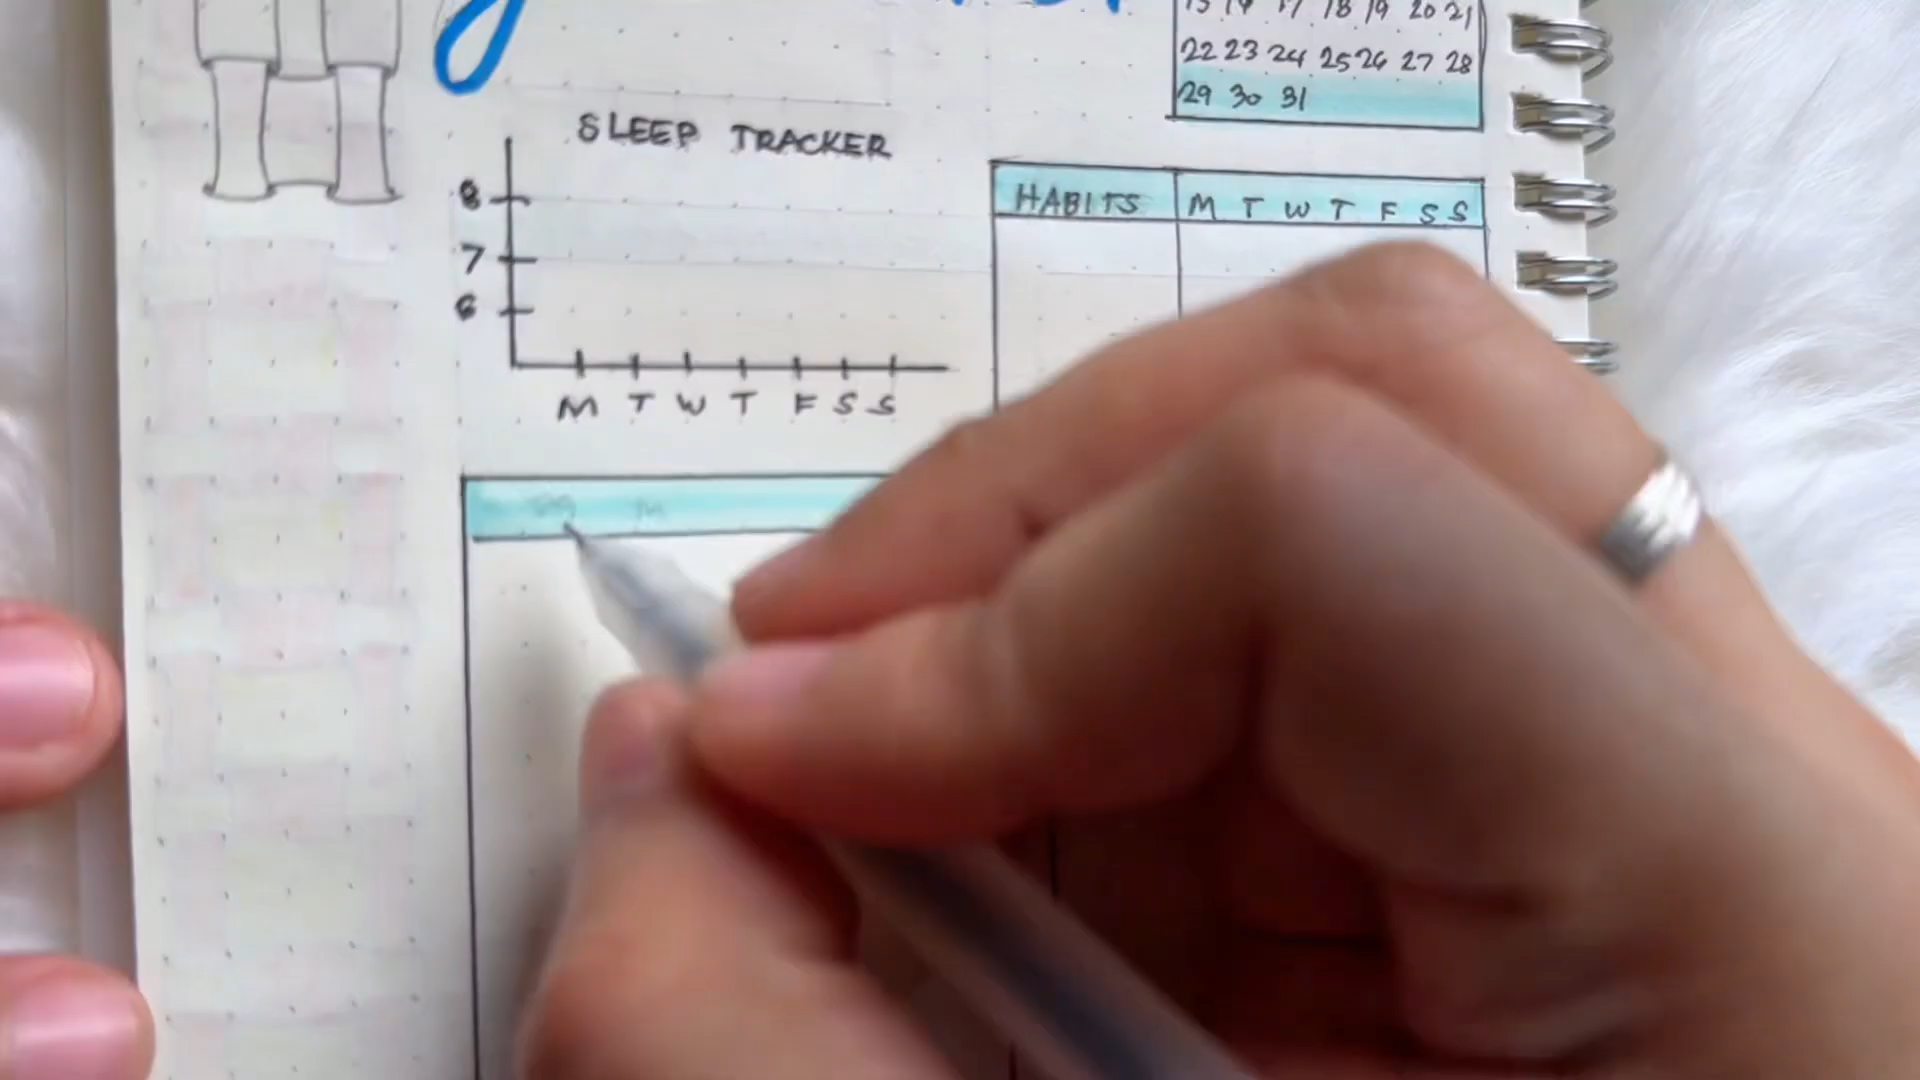 15 16 17 18 19 20 21
22 23 24 25 26 27 28
29 30 31
SLEEP TRACKER
8
7
6
M T W T F S S
HABITS M T W T F S S